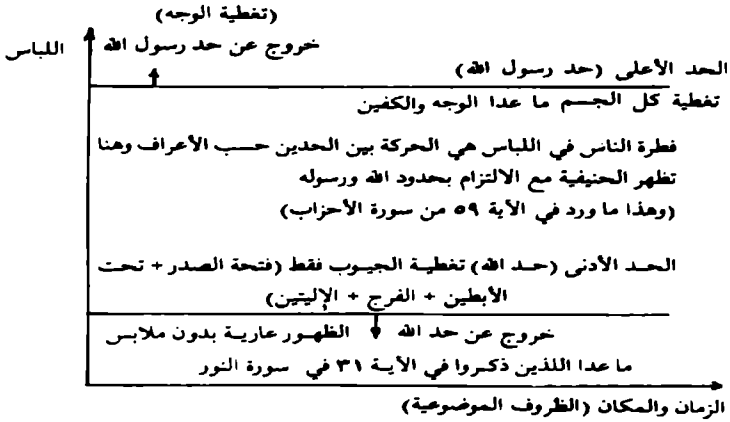 (تغطية الوجه)
اللباس
خروج عن حد رسول الله
الحد الأعلى (حد رسول الله)
تغطية كل الجسم ما عدا الوجه والكفين
فطرة الناس في اللباس هي الحركة بين الحدين حسب الأعراف وهنا
تظهر الحنيفية مع الالتزام بحدود الله ورسوله
(وهذا ما ورد في الآية ٥٩ من سورة الأحزاب)
الحد الأدنى (حد الله) تغطية الجيوب فقط (فتحة الصدر + تحت
الأبطين + الفرج + الإليتين)
خروج عن حد الله الظهور عارية بدون ملابس
ما عدا اللذين ذكروا في الآية ٣١ في سورة النور
الزمان والمكان (الظروف الموضوعية)